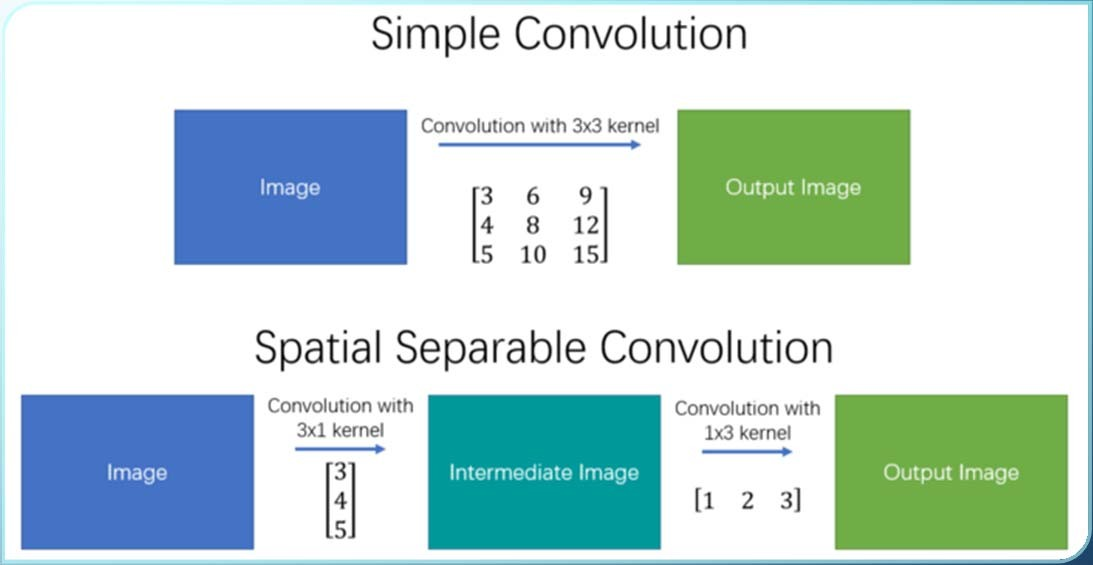 Simple Convolution
Image
Convolution with 3x3 kernel
3 6 9
4 8 12
5 10 15
Output Image
Spatial Separable Convolution
Image
Convolution with
3x1 kernel
3
4
5
Intermediate Image
Convolution with
1x3 kernel
[1 2 3]
Output Image